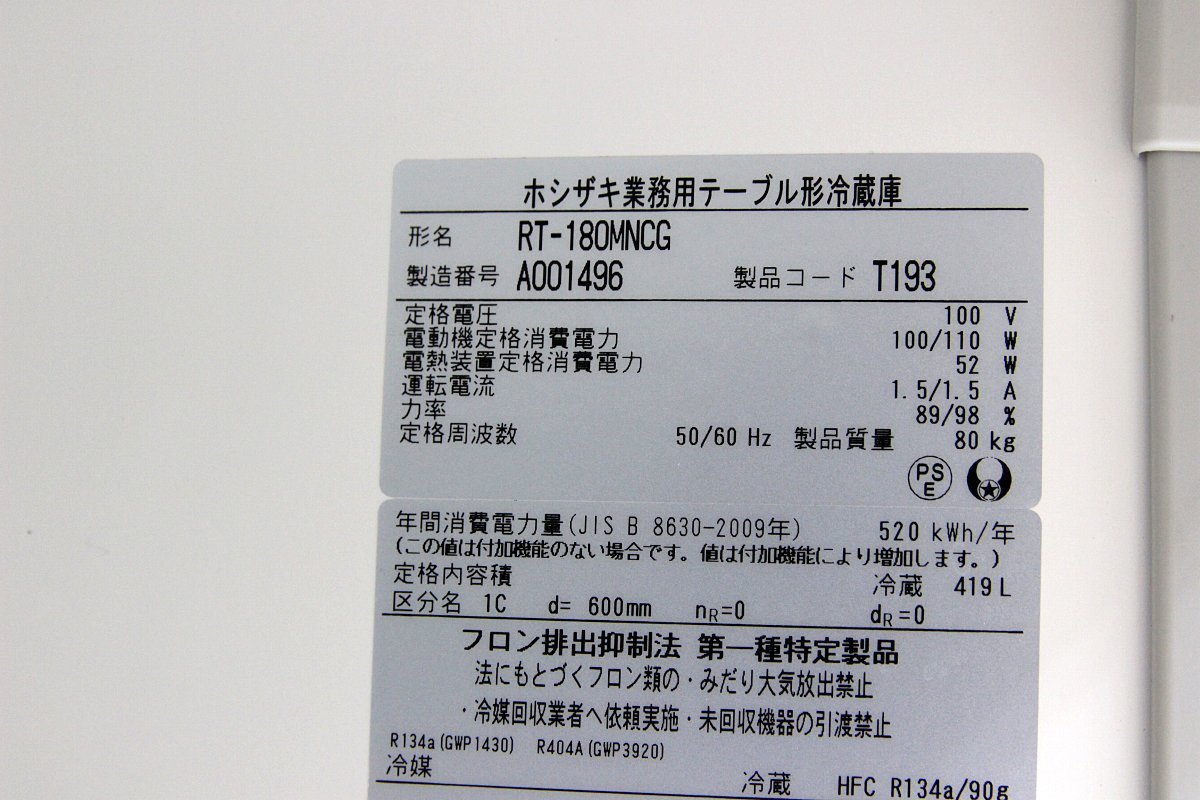 ホシザキ業務用テーブル形冷蔵庫
形名 RT-180MNCG
製造番号 A001496 製品コード T193
定格電圧 100 V
電動機定格消費電力 100/110 W
電熱装置定格消費電力 52 W
運転電流 1.5/1.5 A
力率 89/98 %
定格周波数 50/60 Hz 製品質量 80 kg
PS
E
年間消費電力量(JIS B 8630-2009年) 520 kWh/年
(この値は付加機能のない場合です。値は付加機能により増加します。)
定格内容積 冷蔵 419 L
区分名 1C d= 600mm nR=0 dR=0
フロン排出抑制法 第一種特定製品
法にもとづくフロン類の・みだり大気放出禁止
・冷媒回収業者へ依頼実施・未回収機器の引渡禁止
R134a(GWP1430) R404A(GWP3920)
冷媒
冷蔵 HFC R134a/90g